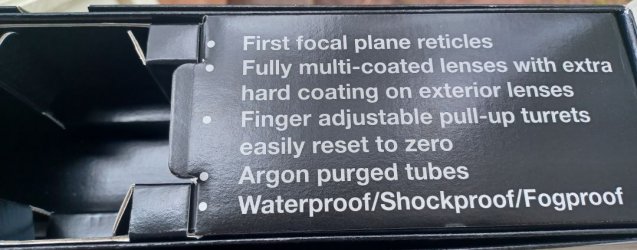 • First focal plane reticles
• Fully multi-coated lenses with extra
hard coating on exterior lenses
• Finger adjustable pull-up turrets
easily reset to zero
• Argon purged tubes
• Waterproof/Shockproof/Fogproof